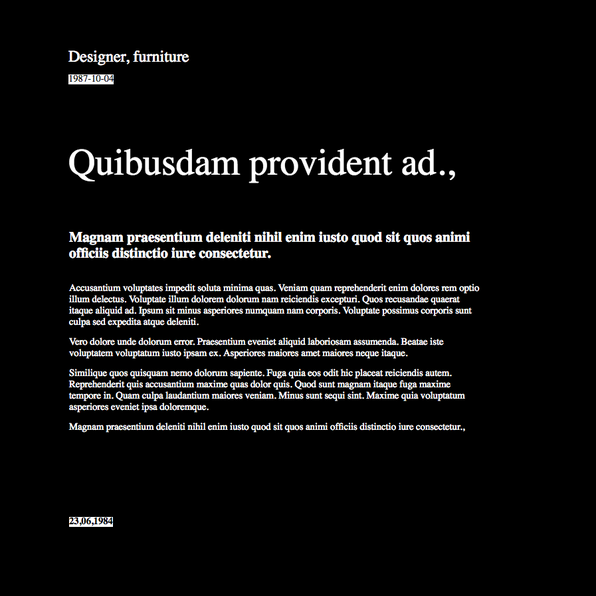 Designer, furniture
1987-10-04
Quibusdam provident ad.,
Magnam praesentium deleniti nihil enim iusto quod sit quos animi
officiis distinctio iure consectetur.
Accusantium voluptates impedit soluta minima quas. Veniam quam reprehenderit enim dolores rem optio
illum delectus. Voluptate illum dolorem dolorum nam reiciendis excepturi. Quos recusandae quaerat
itaque aliquid ad. Ipsum sit minus asperiores numquam nam corporis. Voluptate possimus corporis sunt
culpa sed expedita atque deleniti.
Vero dolore unde dolorum error. Praesentium eveniet aliquid laboriosam assumenda. Beatae iste
voluptatem voluptatum iusto ipsam ex. Asperiores maiores amet maiores neque itaque.
Similique quos quisquam nemo dolorum sapiente. Fuga quia eos odit hic placeat reiciendis autem.
Reprehenderit quis accusantium maxime quas dolor quis. Quod sunt magnam itaque fuga maxime
tempore in. Quam culpa laudantium maiores veniam. Minus sunt sequi sint. Maxime quia voluptatum
asperiores eveniet ipsa doloremque.
Magnam praesentium deleniti nihil enim iusto quod sit quos animi officiis distinctio iure consectetur.,
23,06,1984